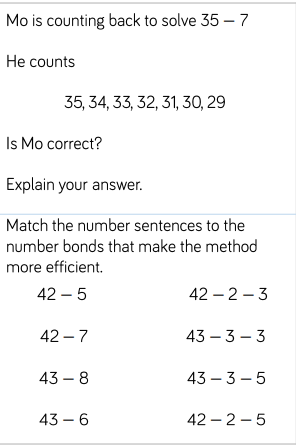 Mo is counting back to solve 35 – 7
He counts
35, 34, 33, 32, 31, 30, 29
Is Mo correct?
Explain your answer.
Match the number sentences to the
number bonds that make the method
more efficient.
42 – 5 42 – 2 – 3
42 – 7 43 – 3 – 3
43 – 8 43 – 3 – 5
43 – 6 42 – 2 – 5